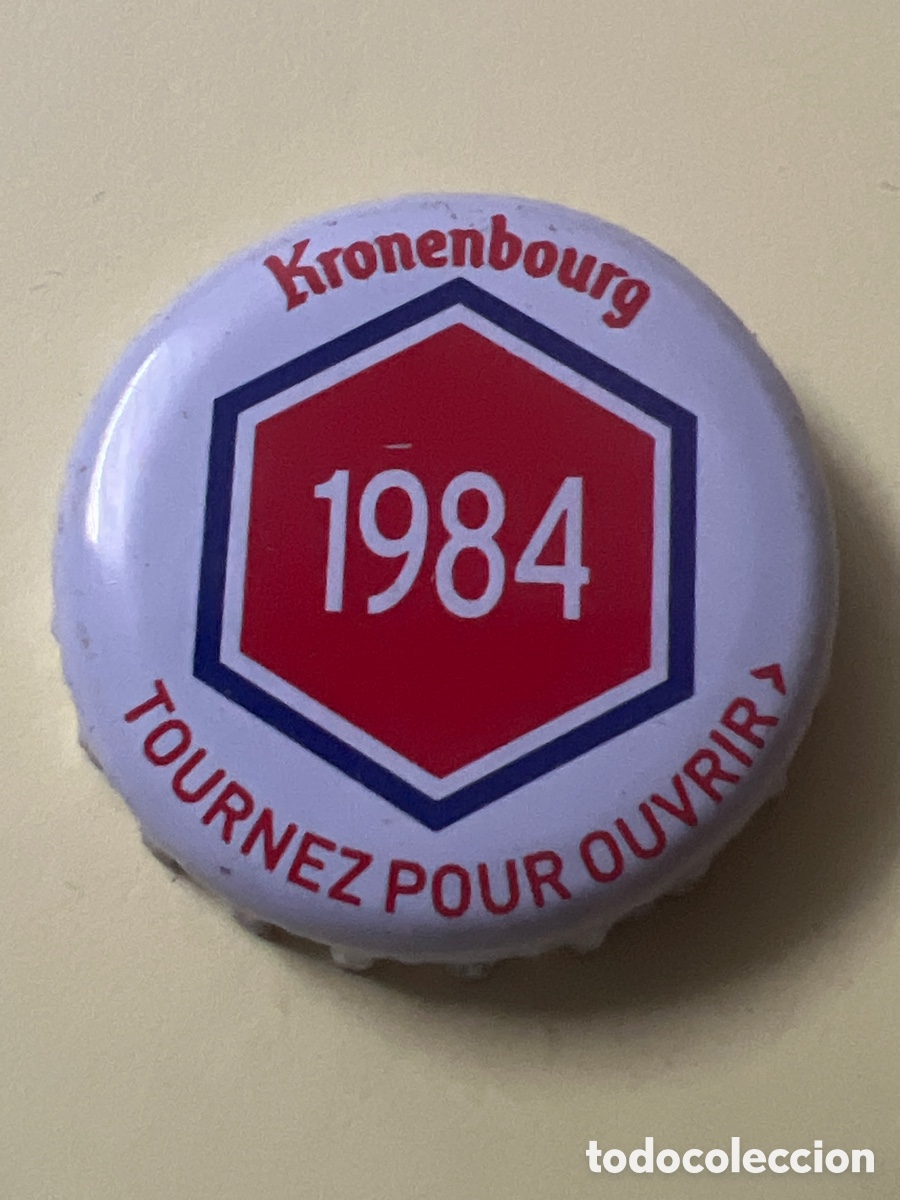 Kronenbourg
1984
TOURNEZ POUR OUVRIR >
todocoleccion